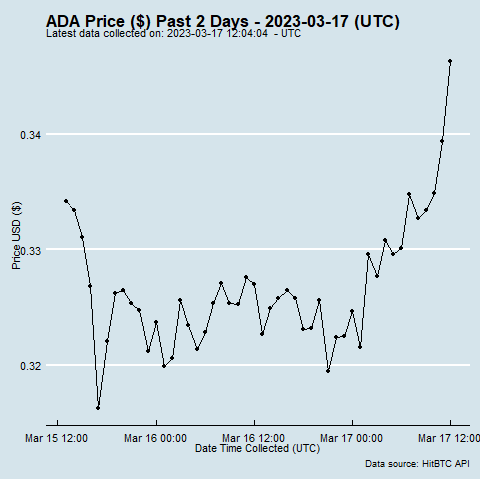 ADA Price ($) Past 2 Days - 2023-03-17 (UTC)
Latest data collected on: 2023-03-17 12:04:04  - UTC
Price USD ($)
0.34
0.33
0.32
Mar 15 12:00
Mar 16 00:00
Mar 16 12:00
Mar 17 00:00
Mar 17 12:00
Date Time Collected (UTC)
Data source: HitBTC API